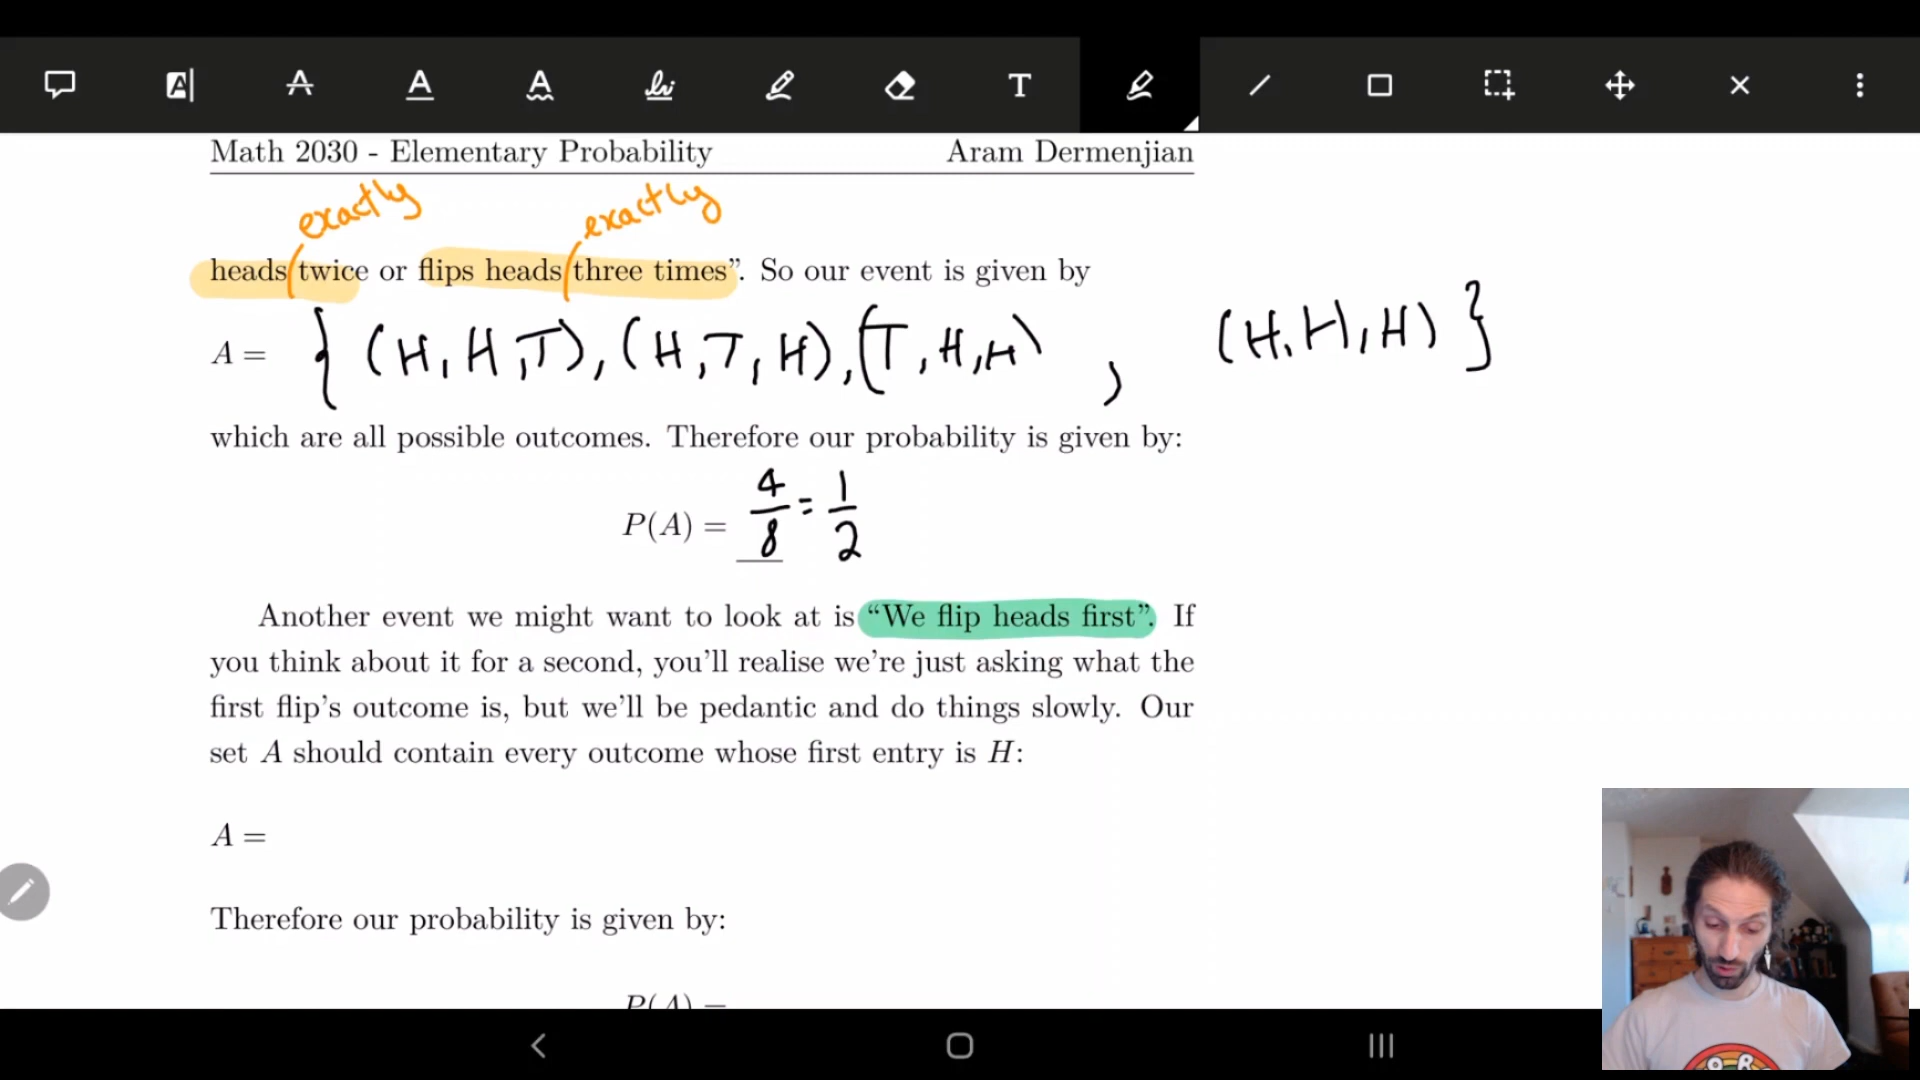 Math 2030 - Elementary Probability Aram Dermenjian
exactly exactly
heads twice or flips heads three times”. So our event is given by
A = { (H, H, T), (H, T, H), (T, H, H) , (H, H, H) }
which are all possible outcomes. Therefore our probability is given by:
P(A) = 4/8 = 1/2
Another event we might want to look at is “We flip heads first”. If
you think about it for a second, you’ll realise we’re just asking what the
first flip’s outcome is, but we’ll be pedantic and do things slowly. Our
set A should contain every outcome whose first entry is H:
A =
Therefore our probability is given by:
P(A) =